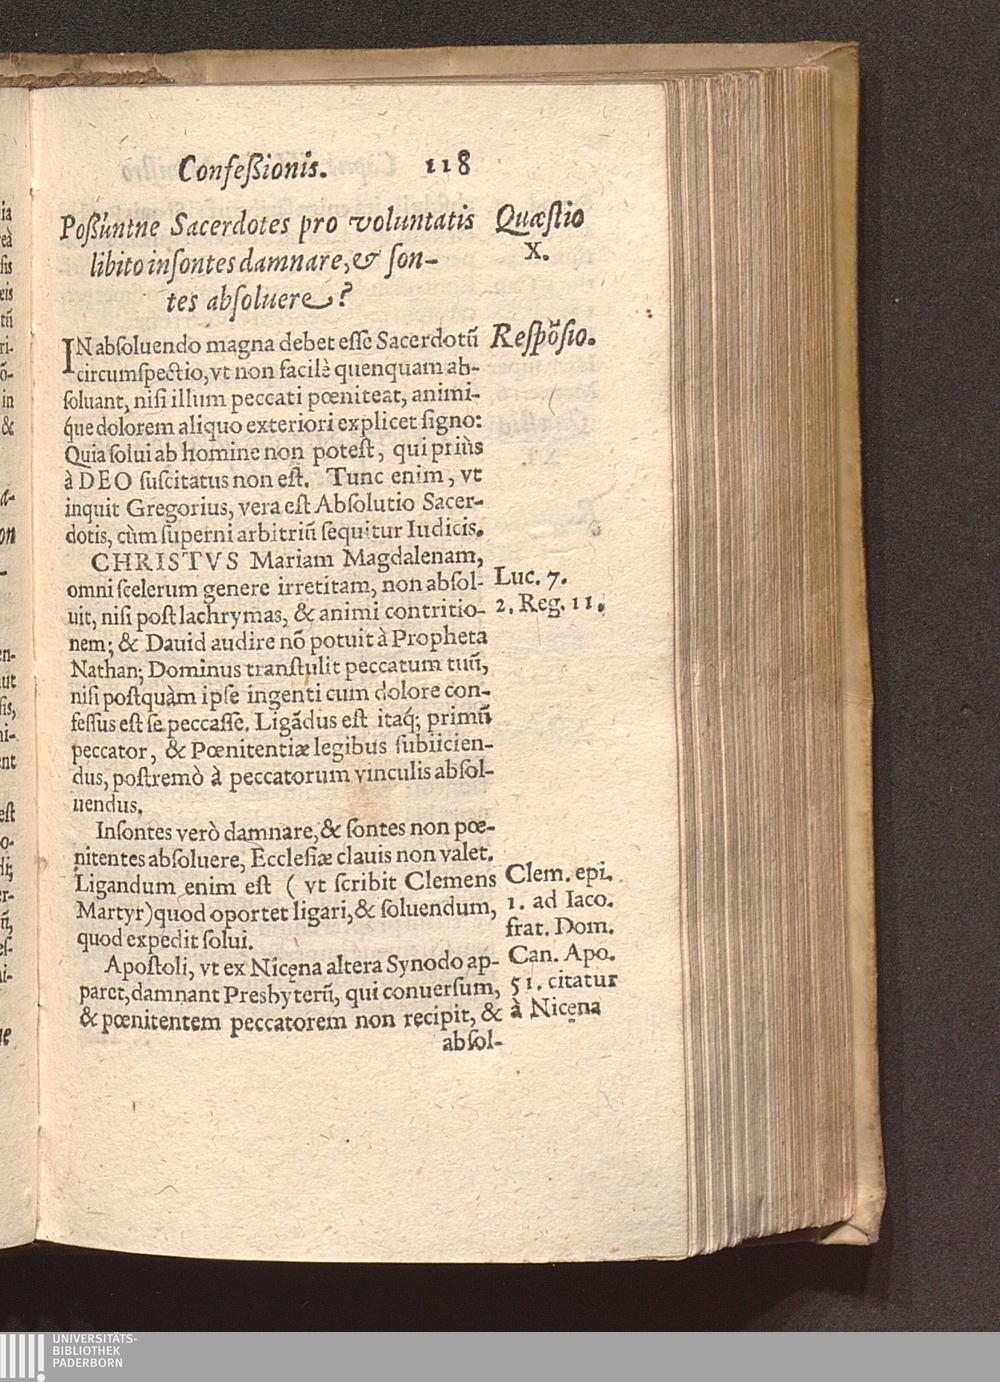 Confeßionis. 118
Poßúntne Sacerdotes pro voluntatis
libito insontes damnare, & son-
tes absoluere?
Quæstio
X.
IN absoluendo magna debet esse Sacerdotũ
circumspectio, vt non facilè quenquam ab-
soluant, nisi illum peccati pœniteat, animi-
q́ue dolorem aliquo exteriori explicet signo:
Quia solui ab homine non potest, qui priùs
à DEO suscitatus non est. Tunc enim, vt
inquit Gregorius, vera est Absolutio Sacer-
dotis, cùm superni arbitriũ sequitur Iudicis.
Respõsio.
CHRISTVS Mariam Magdalenam,
omni scelerum genere irretitam, non absol-
uit, nisi post lachrymas, & animi contritio-
nem; & Dauid audire nõ potuit à Propheta
Nathan; Dominus transtulit peccatum tuũ,
nisi postquàm ipse ingenti cum dolore con-
fessus est se peccasse. Ligãdus est itaq́; primũ
peccator, & Pœnitentiæ legibus subiicien-
dus, postremò à peccatorum vinculis absol-
uendus.
Luc. 7.
2. Reg. 11.
Insontes verò damnare, & sontes non pœ-
nitentes absoluere, Ecclesiæ clauis non valet.
Ligandum enim est ( vt scribit Clemens
Martyr) quod oportet ligari, & soluendum,
quod expedit solui.
Apostoli, vt ex Nicęna altera Synodo ap-
paret, damnant Presbyterũ, qui conuersum,
& pœnitentem peccatorem non recipit, &
absol-
Clem. epi.
1. ad Iaco.
frat. Dom.
Can. Apo.
51. citatur
à Nicęna
UNIVERSITÄTS-
BIBLIOTHEK
PADERBORN